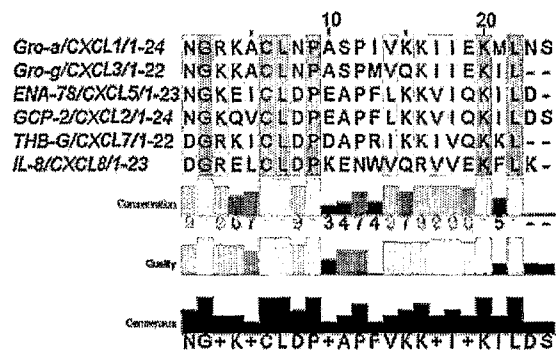 10 20
Gro-a/CXCL1/1-24 NGRKACLNPASPIVKKIIEKMLNS
Gro-g/CXCL3/1-22 NGKKACLNPASPMVQKIIEKIL--
ENA-78/CXCL5/1-23 NGKEICLDPEAPFLKKVIQKILD-
GCP-2/CXCL2/1-24 NGKQVCLDPEAPFLKKVIQKILDS
THB-G/CXCL7/1-22 DGRKICLDPDAPRIKKIVQKKL--
IL-8/CXCL8/1-23 DGRELCLDPKENWVQRVVEKFLK-
Conservation
Quality
Consensus
NG+K+CLDP+APFVKK+I+KILDS